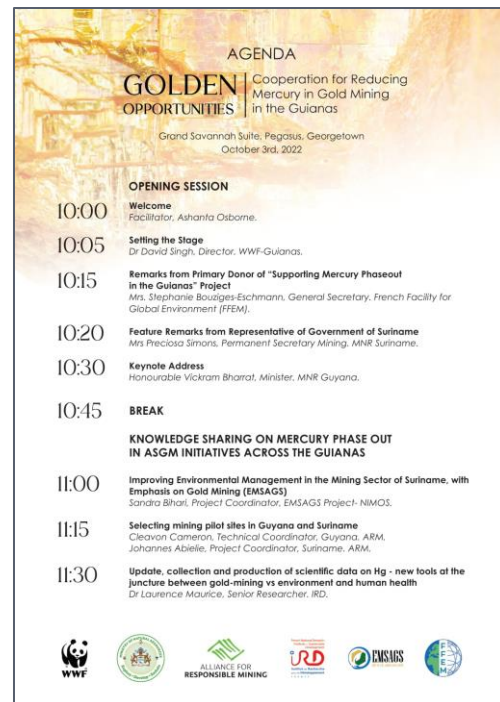 AGENDA
GOLDEN
OPPORTUNITIES
Cooperation for Reducing
Mercury in Gold Mining
in the Guianas
Grand Savannah Suite, Pegasus, Georgetown
October 3rd, 2022
OPENING SESSION
10:00
Welcome
Facilitator, Ashanta Osborne.
10:05
Setting the Stage
Dr David Singh, Director. WWF-Guianas.
10:15
Remarks from Primary Donor of "Supporting Mercury Phaseout
in the Guianas" Project
Mrs. Stephanie Bouziges-Eschmann, General Secretary. French Facility for
Global Environment (FFEM).
10:20
Feature Remarks from Representative of Government of Suriname
Mrs Preciosa Simons, Permanent Secretary Mining, MNR Suriname.
10:30
Keynote Address
Honourable Vickram Bharrat, Minister, MNR Guyana.
10:45
BREAK
KNOWLEDGE SHARING ON MERCURY PHASE OUT
IN ASGM INITIATIVES ACROSS THE GUIANAS
11:00
Improving Environmental Management in the Mining Sector of Suriname, with
Emphasis on Gold Mining (EMSAGS)
Sandra Bihari, Project Coordinator, EMSAGS Project- NIMOS.
11:15
Selecting mining pilot sites in Guyana and Suriname
Cleavon Cameron, Technical Coordinator, Guyana. ARM.
Johannes Abielie, Project Coordinator, Suriname. ARM.
11:30
Update, collection and production of scientific data on Hg - new tools at the
juncture between gold-mining vs environment and human health
Dr Laurence Maurice, Senior Researcher. IRD.
WWF
ALLIANCE FOR
RESPONSIBLE MINING
IRD
EMSAGS
FFEM